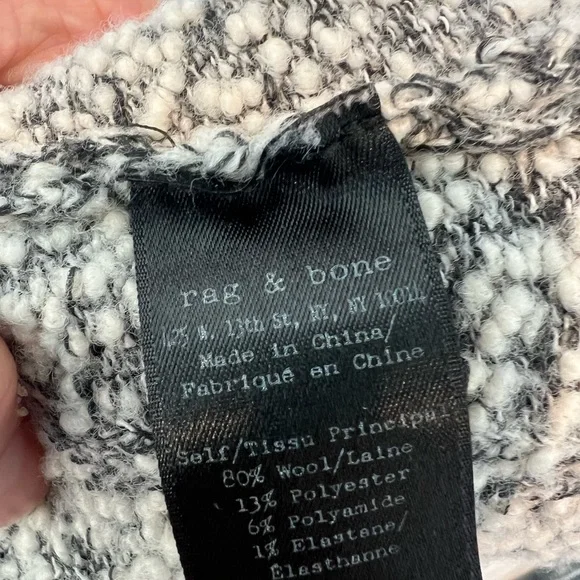 rag & bone
425 W. 13th St, NY, NY 10014
Made in China/
Fabriqué en Chine
Self/Tissu Principal
80% Wool/Laine
13% Polyester
6% Polyamide
1% Elastane/
Elasthanne